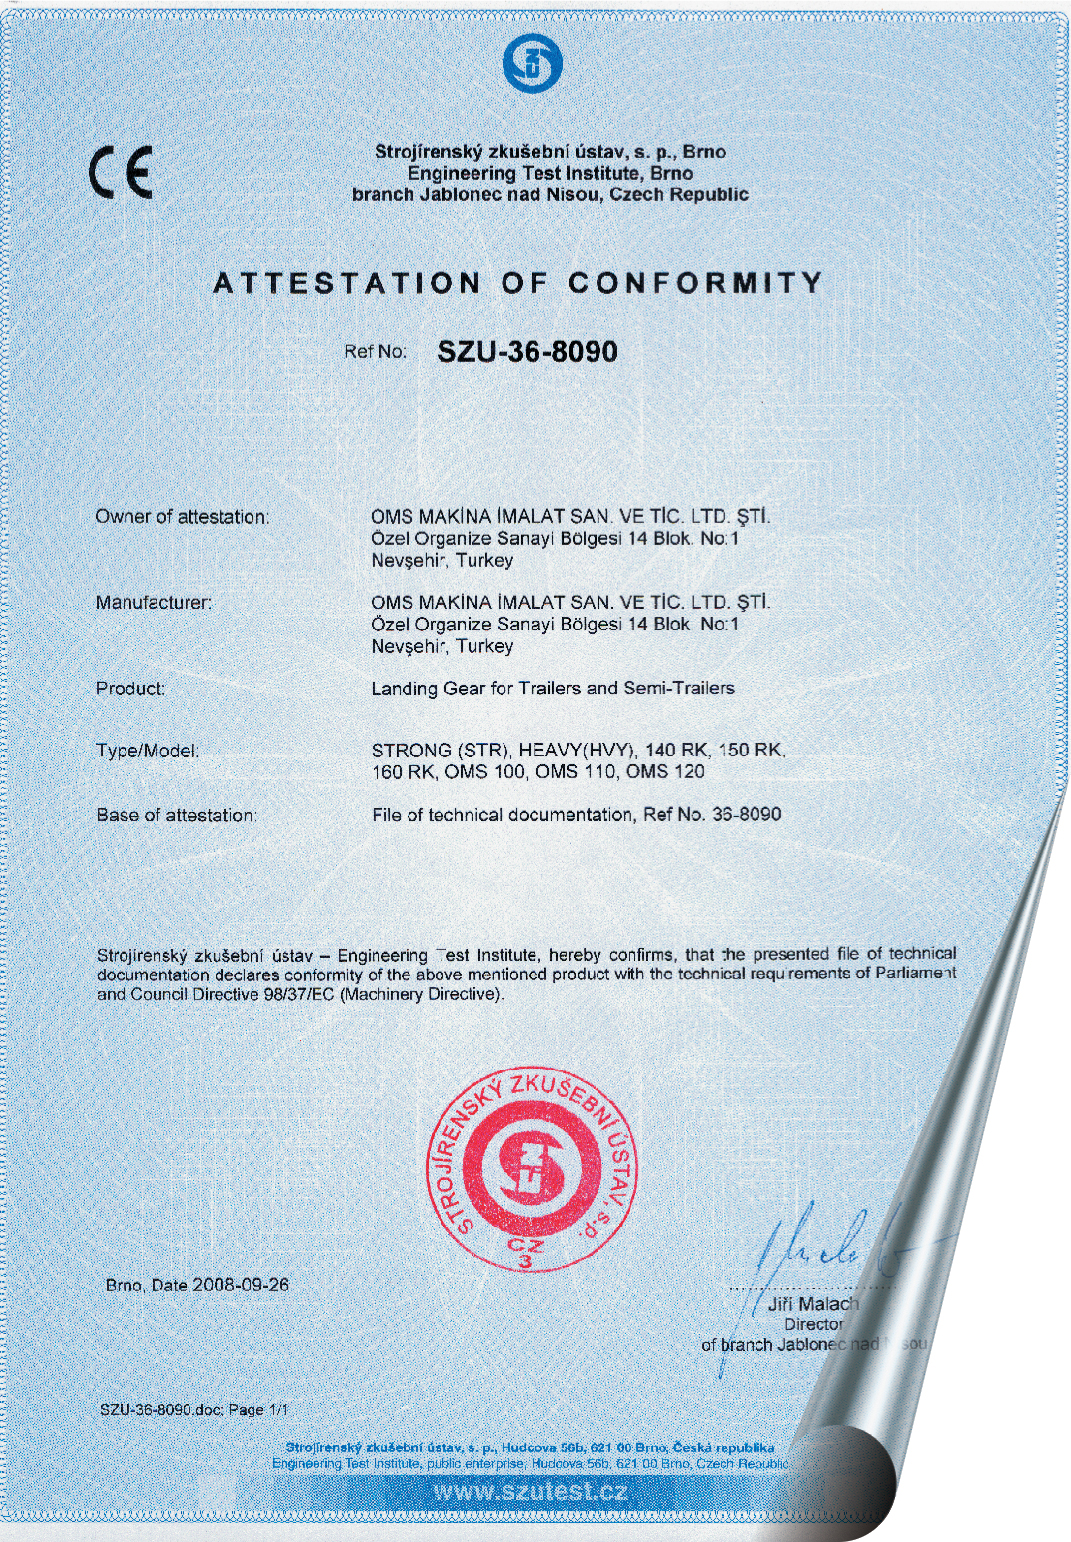 CE
Strojírenský zkušební ústav, s. p., Brno
Engineering Test Institute, Brno
branch Jablonec nad Nisou, Czech Republic
ATTESTATION OF CONFORMITY
Ref No: SZU-36-8090
Owner of attestation: OMS MAKİNA İMALAT SAN. VE TİC. LTD. ŞTİ.
Özel Organize Sanayi Bölgesi 14 Blok. No:1
Nevşehir, Turkey
Manufacturer: OMS MAKİNA İMALAT SAN. VE TİC. LTD. ŞTİ.
Özel Organize Sanayi Bölgesi 14 Blok. No:1
Nevşehir, Turkey
Product: Landing Gear for Trailers and Semi-Trailers
Type/Model: STRONG (STR), HEAVY(HVY), 140 RK, 150 RK,
160 RK, OMS 100, OMS 110, OMS 120
Base of attestation: File of technical documentation, Ref No. 36-8090
Strojírenský zkušební ústav – Engineering Test Institute, hereby confirms, that the presented file of technical
documentation declares conformity of the above mentioned product with the technical requirements of Parliament
and Council Directive 98/37/EC (Machinery Directive).
STROJÍRENSKÝ ZKUŠEBNÍ ÚSTAV, s.p.
CZ
3
Brno, Date 2008-09-26
Jiří Malach
Director
of branch Jablonec nad Nisou
SZU-36-8090.doc; Page 1/1
Strojírenský zkušební ústav, s. p., Hudcova 56b, 621 00 Brno, Česká republika
Engineering Test Institute, public enterprise, Hudcova 56b, 621 00 Brno, Czech Republic
www.szutest.cz